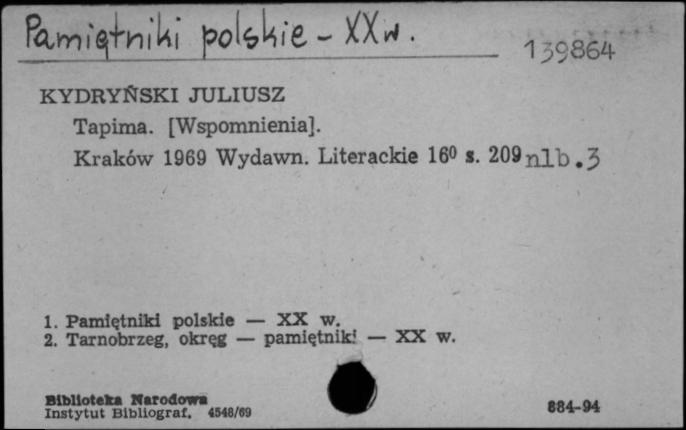 Pamiętniki polskie – XX w.
139864
KYDRYŃSKI JULIUSZ
Tapima. [Wspomnienia].
Kraków 1969 Wydawn. Literackie 16⁰ s. 209 nlb. 3
1. Pamiętniki polskie — XX w.
2. Tarnobrzeg, okręg — pamiętniki — XX w.
Biblioteka Narodowa
Instytut Bibliograf. 4548/69
884-94